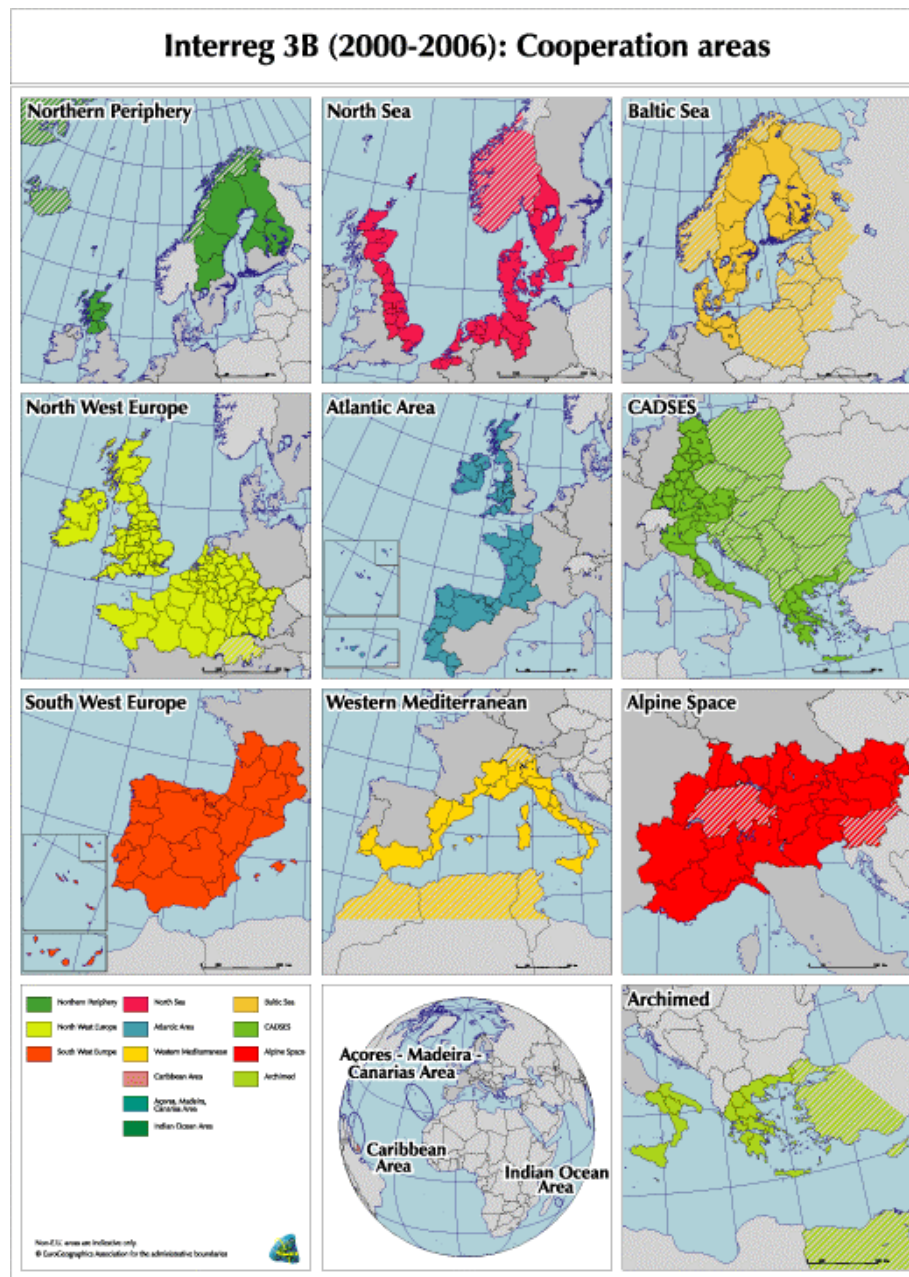 Interreg 3B (2000-2006): Cooperation areas
Northern Periphery
North Sea
Baltic Sea
North West Europe
Atlantic Area
CADSES
South West Europe
Western Mediterranean
Alpine Space
Northern Periphery
North Sea
Baltic Sea
North West Europe
Atlantic Area
CADSES
South West Europe
Western Mediterranean
Alpine Space
Caribbean Area
Archimed
Açores, Madeira,
Canarias Area
Indian Ocean Area
Non-E.U. areas are indicative only.
© EuroGeographics Association for the administrative boundaries
Açores - Madeira -
Canarias Area
Caribbean
Area
Indian Ocean
Area
Archimed